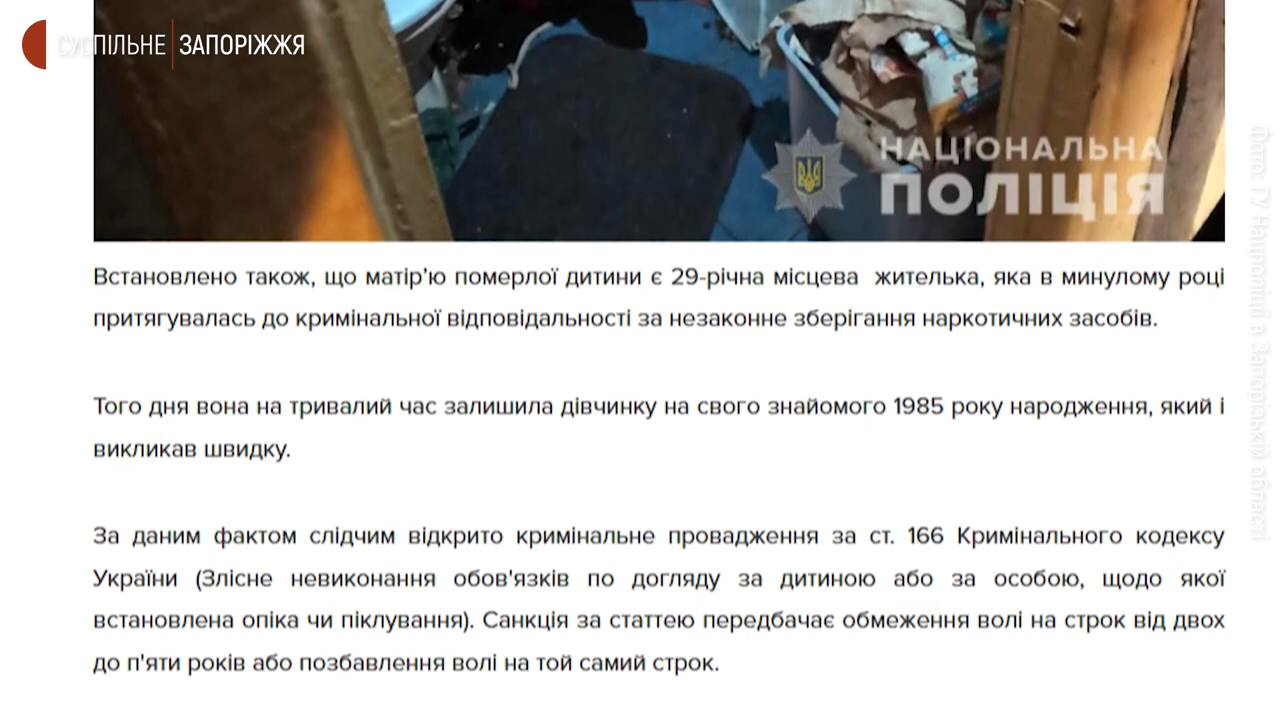 СУСПІЛЬНЕ ЗАПОРІЖЖЯ
НАЦІОНАЛЬНА
ПОЛІЦІЯ
Встановлено також, що матір’ю померлої дитини є 29-річна місцева жителька, яка в минулому році
притягувалась до кримінальної відповідальності за незаконне зберігання наркотичних засобів.
Того дня вона на тривалий час залишила дівчинку на свого знайомого 1985 року народження, який і
викликав швидку.
За даним фактом слідчим відкрито кримінальне провадження за ст. 166 Кримінального кодексу
України (Злісне невиконання обов'язків по догляду за дитиною або за особою, щодо якої
встановлена опіка чи піклування). Санкція за статтею передбачає обмеження волі на строк від двох
до п'яти років або позбавлення волі на той самий строк.
Фото: ГУ Нацполіції в Запорізькій області